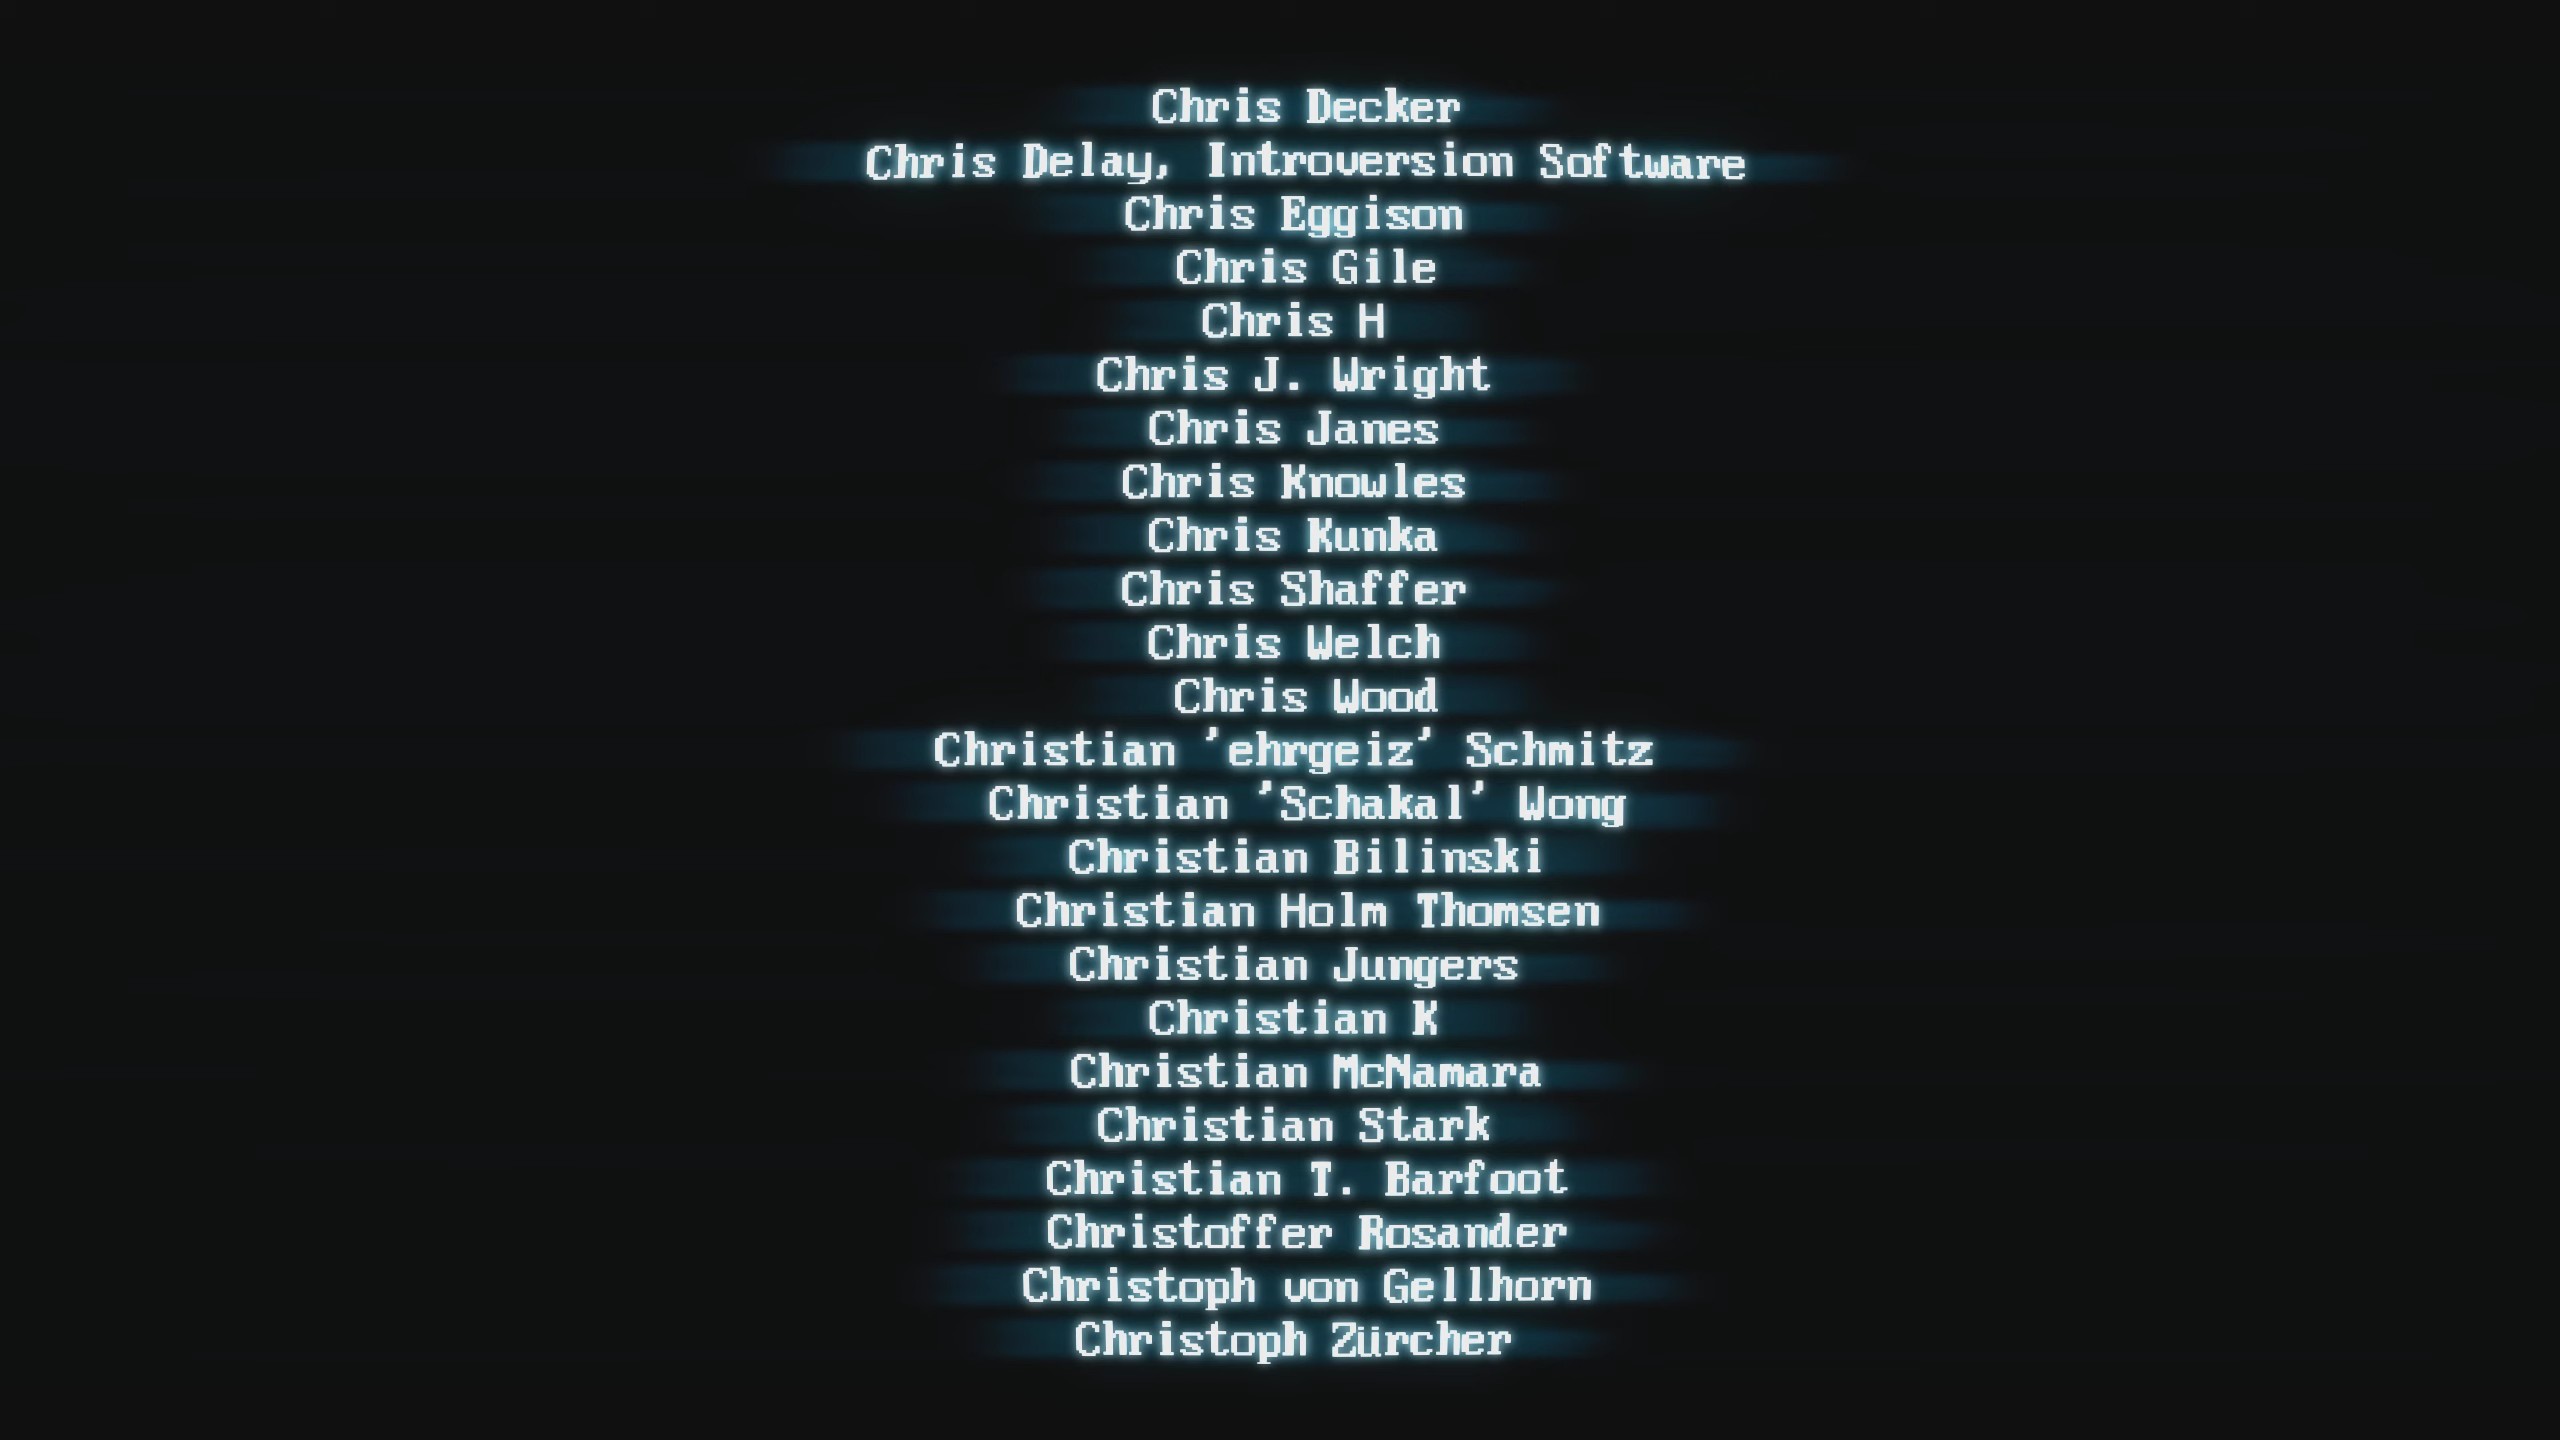 Chris Decker
Chris Delay, Introversion Software
Chris Eggison
Chris Gile
Chris H
Chris J. Wright
Chris Janes
Chris Knowles
Chris Kunka
Chris Shaffer
Chris Welch
Chris Wood
Christian 'ehrgeiz' Schmitz
Christian 'Schakal' Wong
Christian Bilinski
Christian Holm Thomsen
Christian Jungers
Christian K
Christian McNamara
Christian Stark
Christian T. Barfoot
Christoffer Rosander
Christoph von Gellhorn
Christoph Zürcher